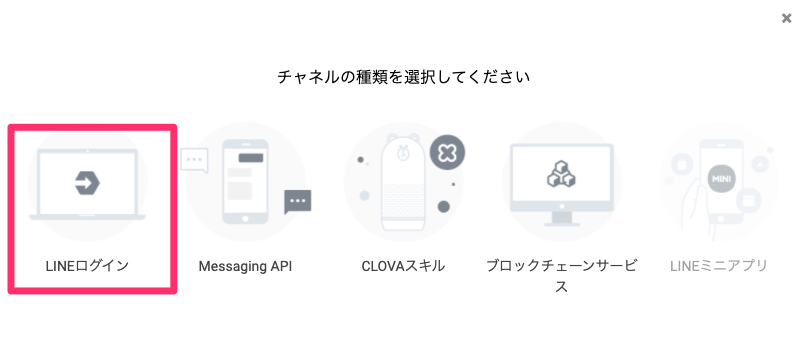 チャネルの種類を選択してください
MINI
LINEログイン
Messaging API
CLOVAスキル
ブロックチェーンサービ
ス
LINEミニアプリ